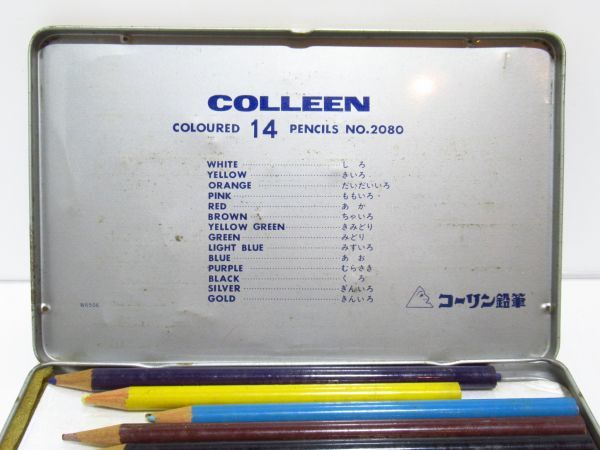 COLLEEN
COLOURED 14 PENCILS NO.2080
WHITE しろ
YELLOW きいろ
ORANGE だいだいいろ
PINK ももいろ
RED あか
BROWN ちゃいろ
YELLOW GREEN きみどり
GREEN みどり
LIGHT BLUE みずいろ
BLUE あお
PURPLE むらさき
BLACK くろ
SILVER ぎんいろ
GOLD きんいろ
コーリン鉛筆